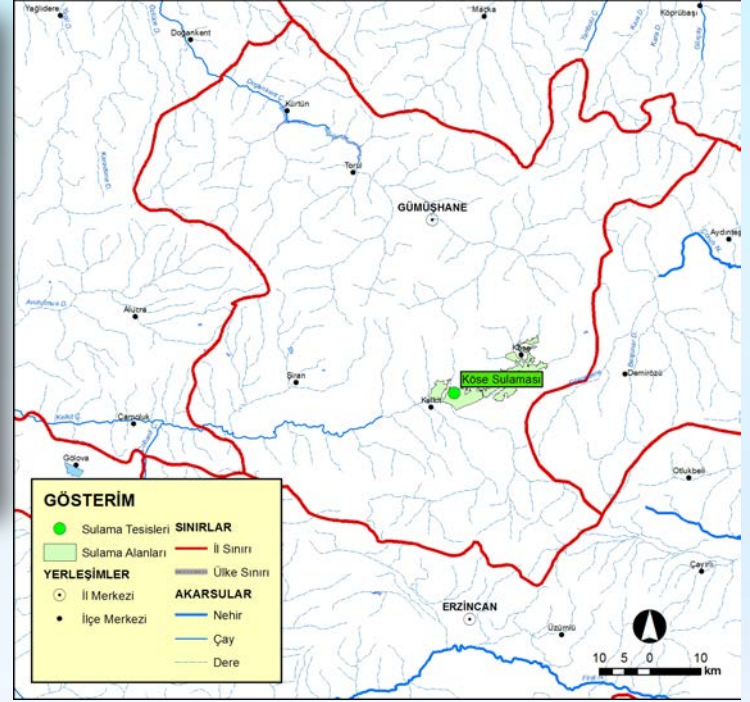 Yağlıdere
Maçka
Köprübaşı
Doğankent
Kürtün
Torul
GÜMÜŞHANE
Aydıntepe
Alucra
Köse
Köse Sulaması
Şiran
Demirözü
Kelkit
Kelkit Ç.
Çamoluk
Gölova
Otlukbeli
GÖSTERİM
Sulama Tesisleri
Sulama Alanları
YERLEŞİMLER
İl Merkezi
İlçe Merkezi
SINIRLAR
İl Sınırı
Ülke Sınırı
AKARSULAR
Nehir
Çay
Dere
Çayırlı
ERZİNCAN
Üzümlü
10 5 0 10
km